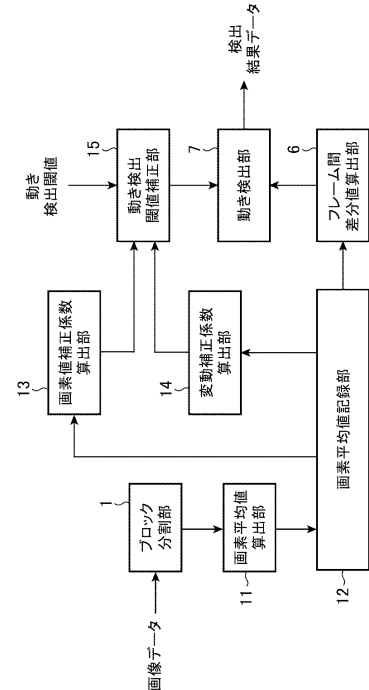 画像データ
1
ブロック
分割部
画素平均値
算出部
11
画素平均値記録部
12
13
画素値補正係数
算出部
14
変動補正係数
算出部
動き
検出閾値
15
動き検出
閾値補正部
7
動き検出部
6
フレーム間
差分値算出部
検出
結果データ